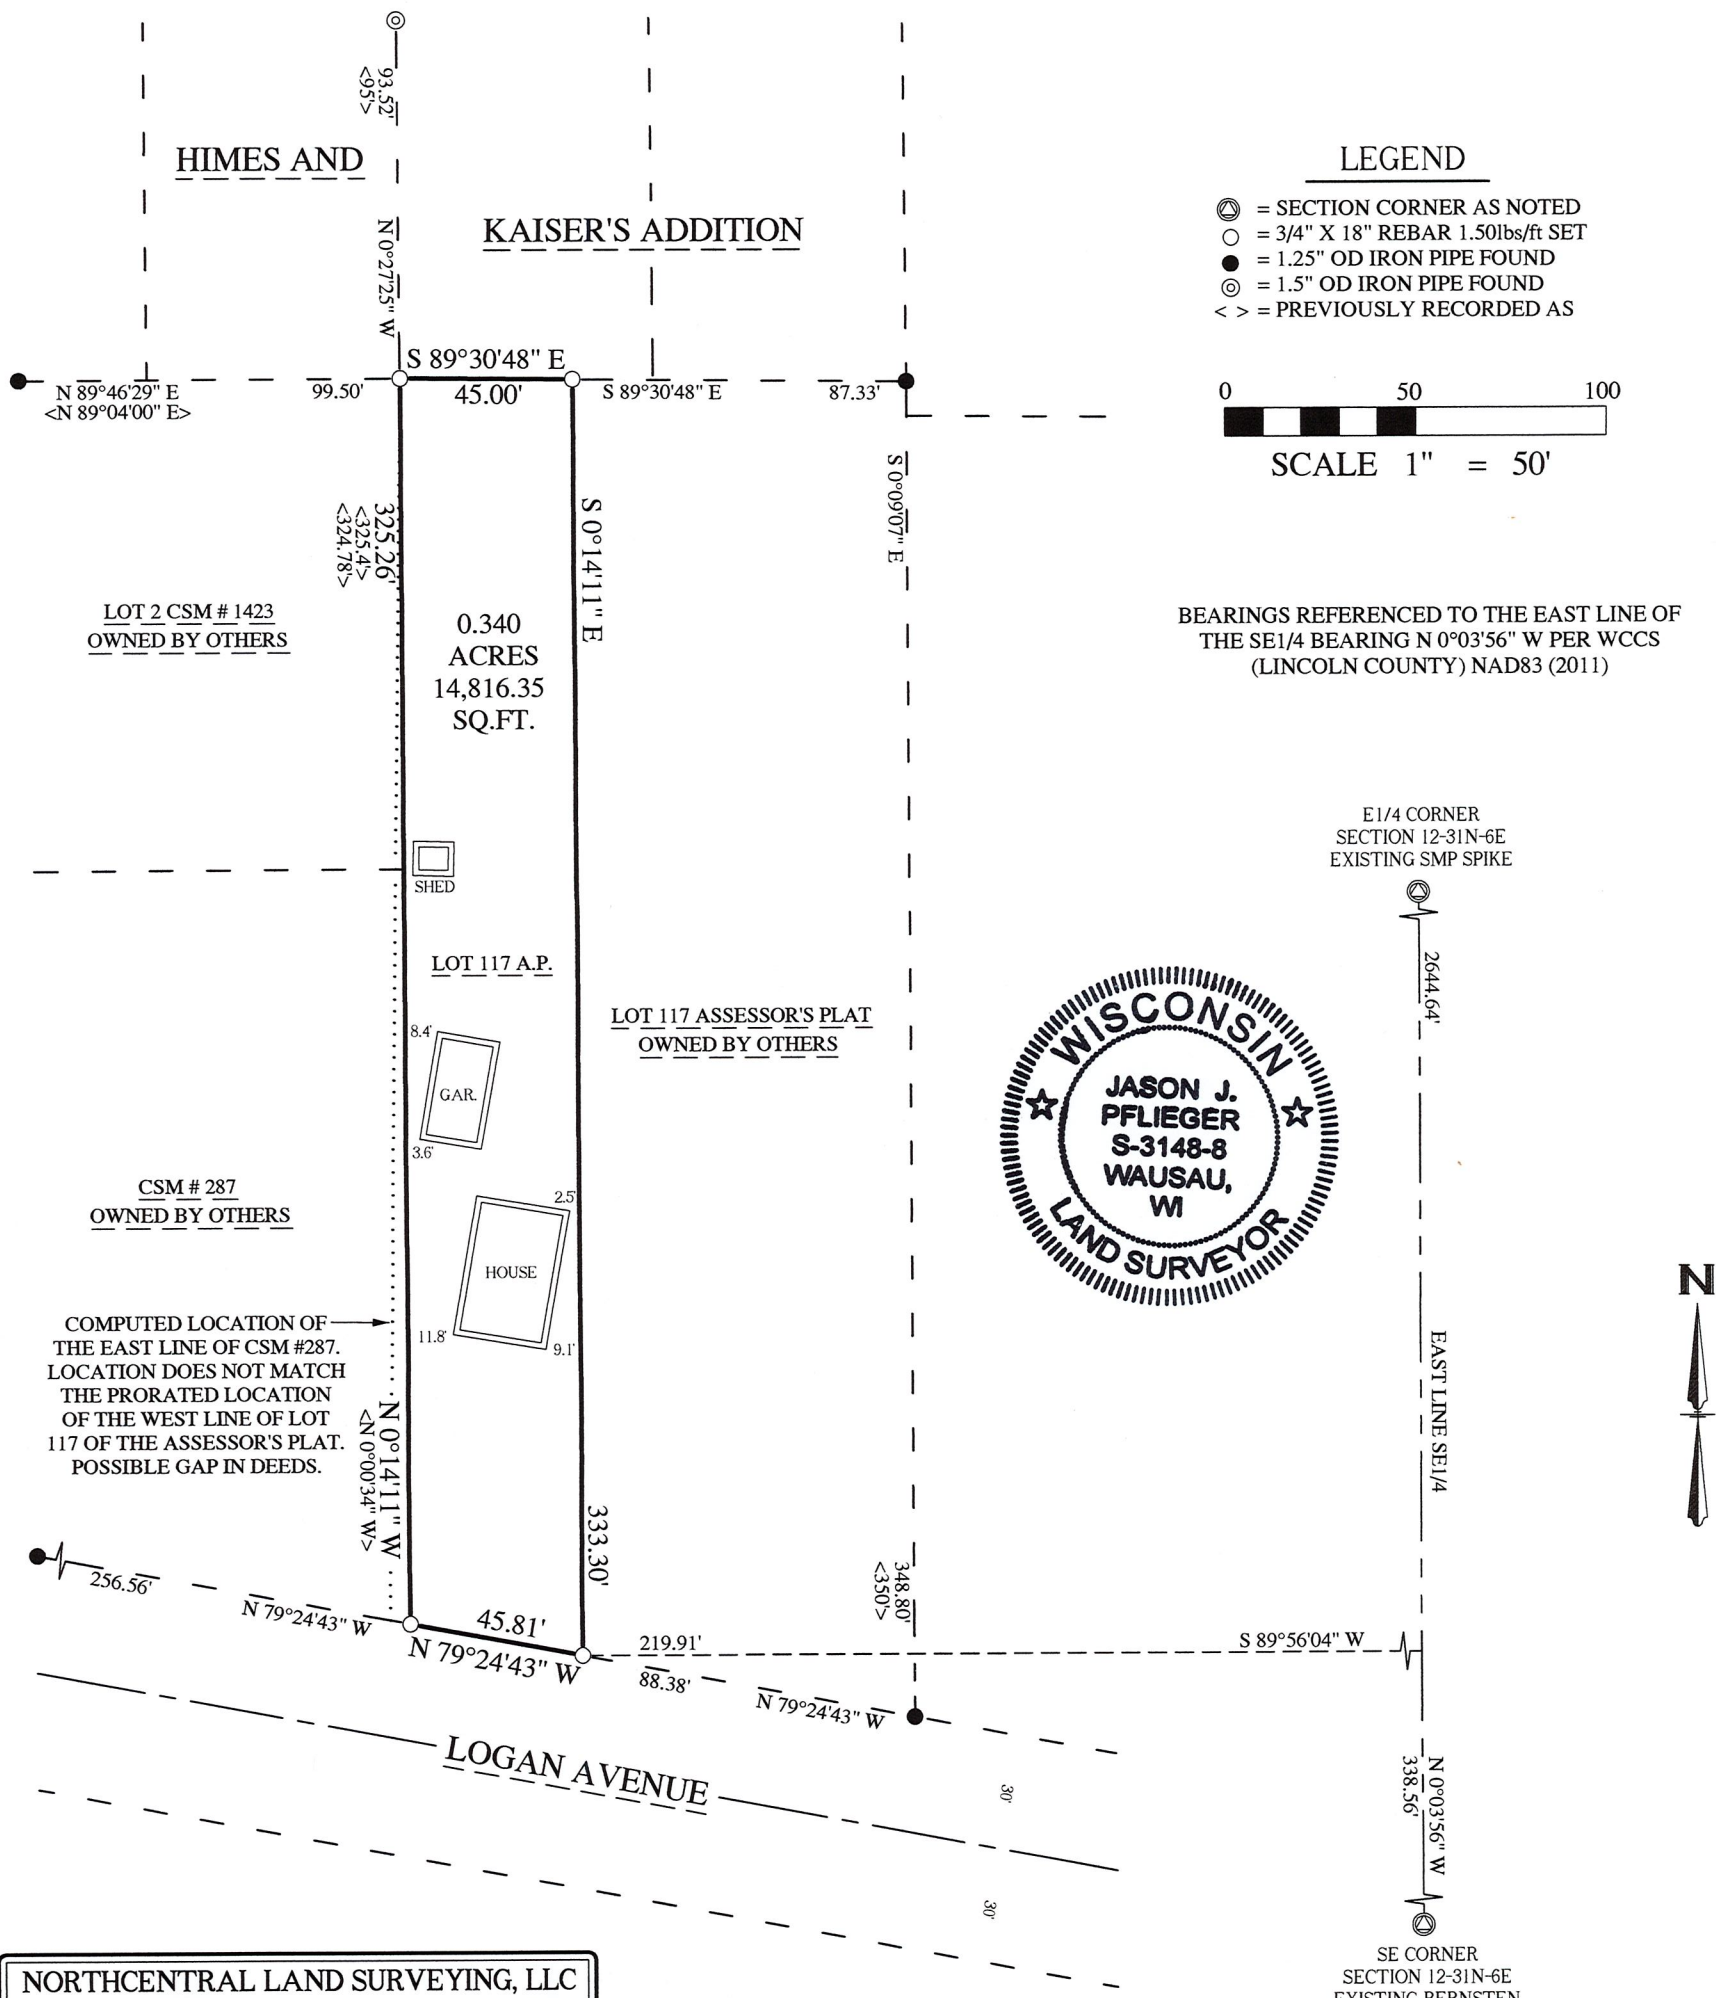 93.52'
<95'>
HIMES AND
N 0°27'25" W
KAISER'S ADDITION
LEGEND
= SECTION CORNER AS NOTED
= 3/4" X 18" REBAR 1.50lbs/ft SET
= 1.25" OD IRON PIPE FOUND
= 1.5" OD IRON PIPE FOUND
< > = PREVIOUSLY RECORDED AS
S 89°30'48" E
45.00'
N 89°46'29" E
<N 89°04'00" E>
99.50'
S 89°30'48" E
87.33'
0 50 100
SCALE 1" = 50'
S 0°09'07" E
325.26'
<325.4'>
<324.78'>
S 0°14'11" E
LOT 2 CSM # 1423
OWNED BY OTHERS
0.340
ACRES
14,816.35
SQ.FT.
BEARINGS REFERENCED TO THE EAST LINE OF
THE SE1/4 BEARING N 0°03'56" W PER WCCS
(LINCOLN COUNTY) NAD83 (2011)
E1/4 CORNER
SECTION 12-31N-6E
EXISTING SMP SPIKE
2644.64'
SHED
LOT 117 A.P.
LOT 117 ASSESSOR'S PLAT
OWNED BY OTHERS
8.4'
GAR.
3.6'
WISCONSIN
JASON J.
PFLIEGER
S-3148-8
WAUSAU,
WI
LAND SURVEYOR
CSM # 287
OWNED BY OTHERS
2.5'
HOUSE
11.8'
9.1'
N
COMPUTED LOCATION OF
THE EAST LINE OF CSM #287.
LOCATION DOES NOT MATCH
THE PRORATED LOCATION
OF THE WEST LINE OF LOT
117 OF THE ASSESSOR'S PLAT.
POSSIBLE GAP IN DEEDS.
N 0°14'11" W
<N 0°00'34" W>
EAST LINE SE1/4
333.30'
348.80'
<350'>
256.56'
N 79°24'43" W
45.81'
N 79°24'43" W
219.91'
S 89°56'04" W
88.38'
N 79°24'43" W
LOGAN AVENUE
30'
30'
N 0°03'56" W
338.56'
SE CORNER
SECTION 12-31N-6E
EXISTING BERNSTEN
NORTHCENTRAL LAND SURVEYING, LLC